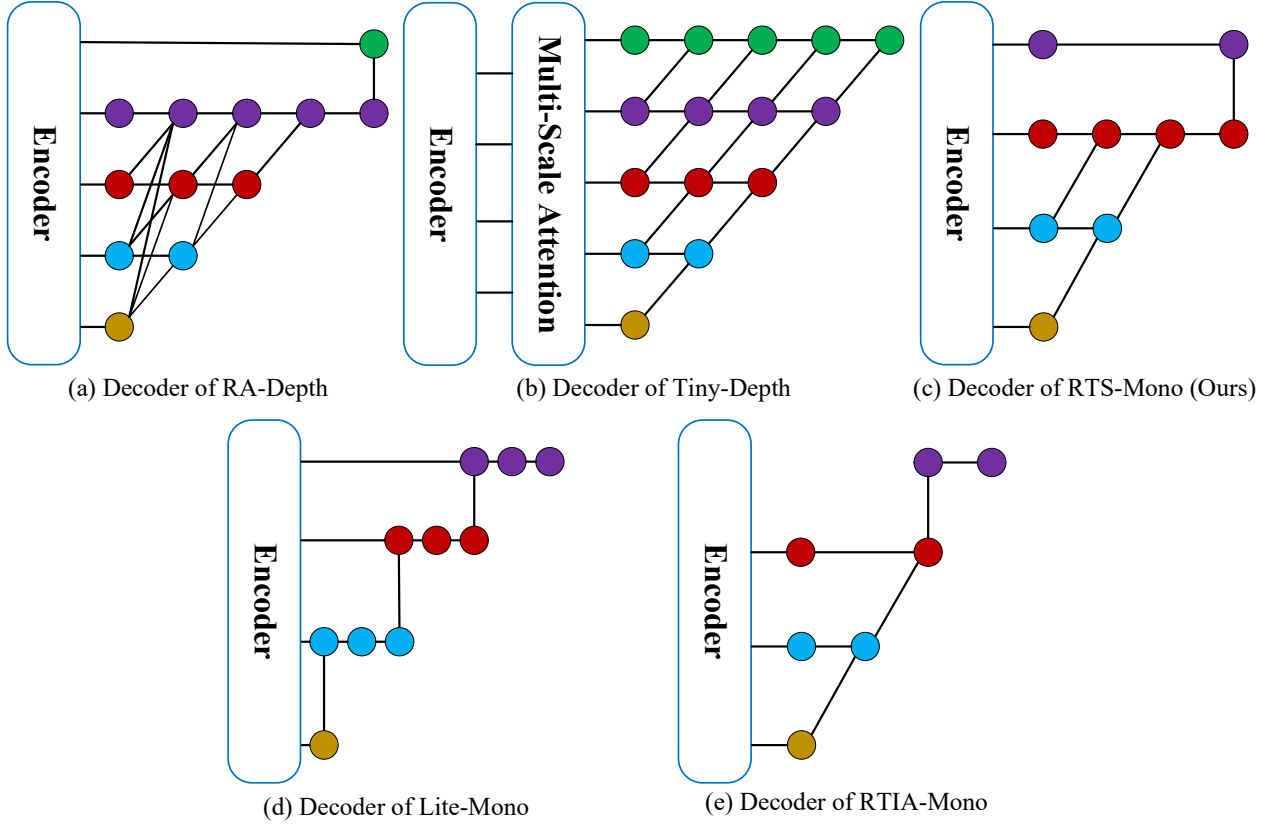 Encoder
Encoder
Multi-Scale Attention
Encoder
(a) Decoder of RA-Depth
(b) Decoder of Tiny-Depth
(c) Decoder of RTS-Mono (Ours)
Encoder
Encoder
(d) Decoder of Lite-Mono
(e) Decoder of RTIA-Mono